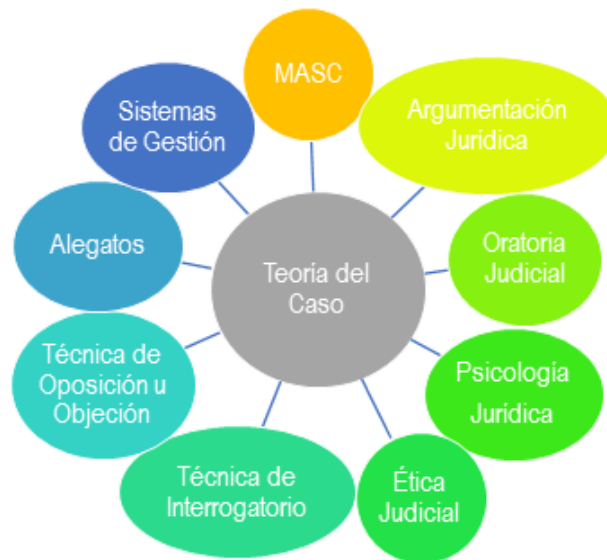 MASC
Argumentación
Jurídica
Oratoria
Judicial
Psicología
Jurídica
Ética
Judicial
Técnica de
Interrogatorio
Técnica de
Oposición u
Objeción
Alegatos
Sistemas
de Gestión
Teoría del
Caso